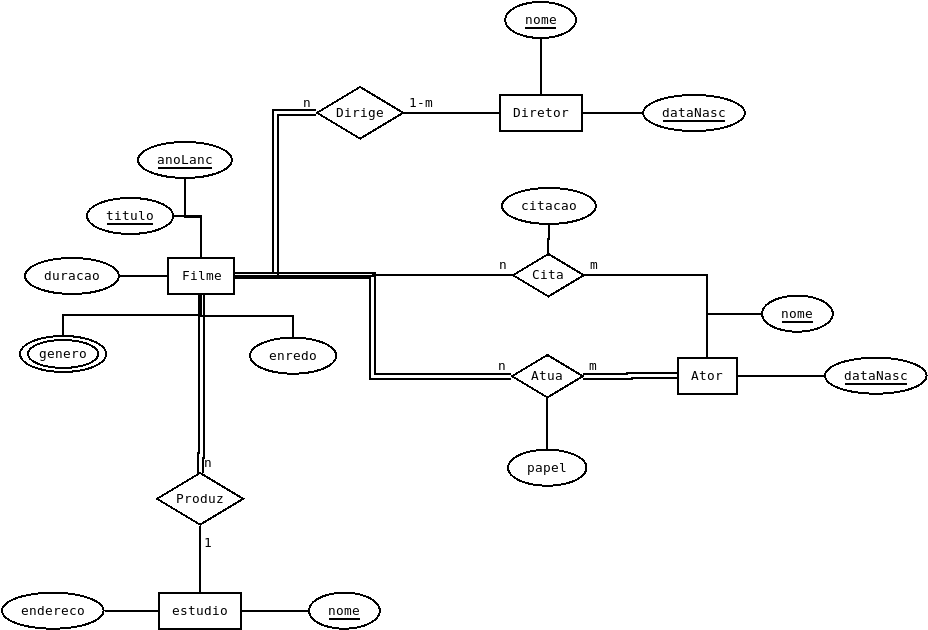 nome
n
1-m
Dirige
Diretor
dataNasc
anoLanc
titulo
citacao
duracao
Filme
n
m
Cita
nome
genero
enredo
n
m
Atua
Ator
dataNasc
papel
n
Produz
1
endereco
estudio
nome